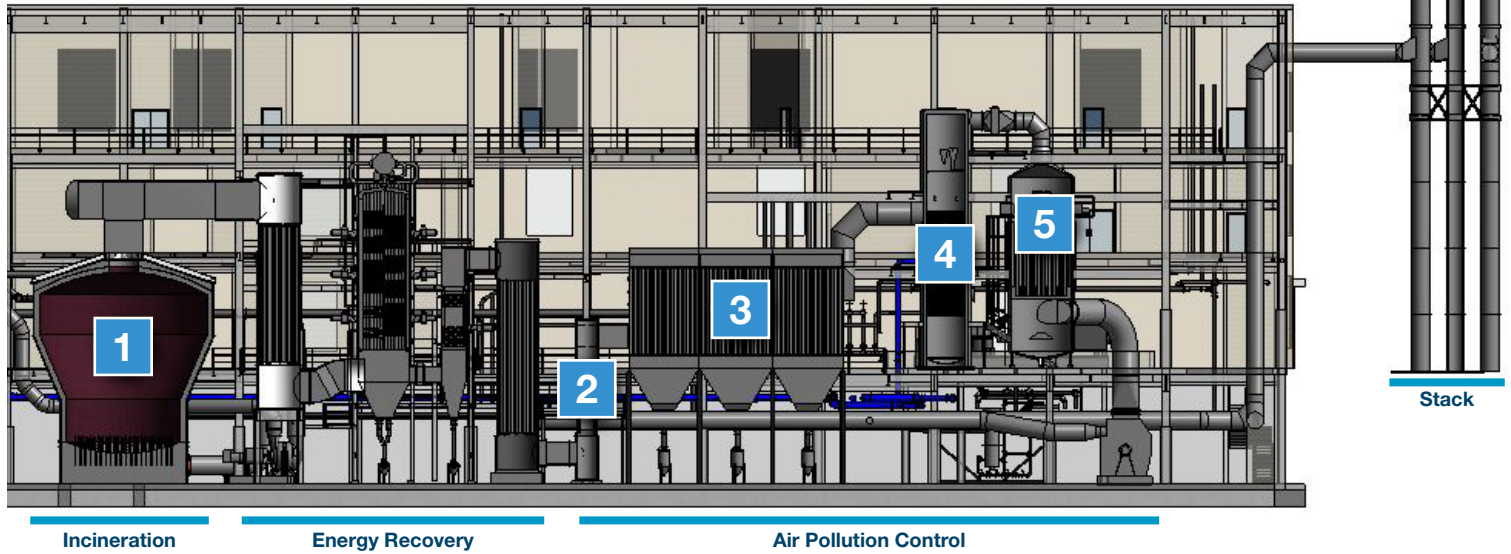 1
2
3
4
5
Stack
Incineration
Energy Recovery
Air Pollution Control